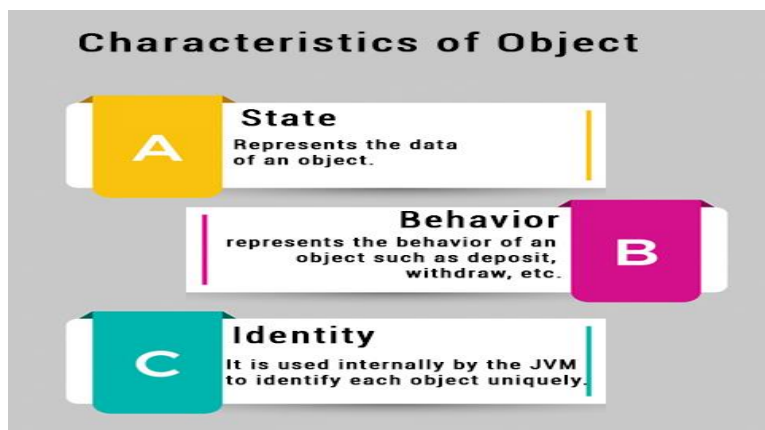 Characteristics of Object
A
State
Represents the data
of an object.
Behavior
represents the behavior of an
object such as deposit,
withdraw, etc.
B
C
Identity
It is used internally by the JVM
to identify each object uniquely.